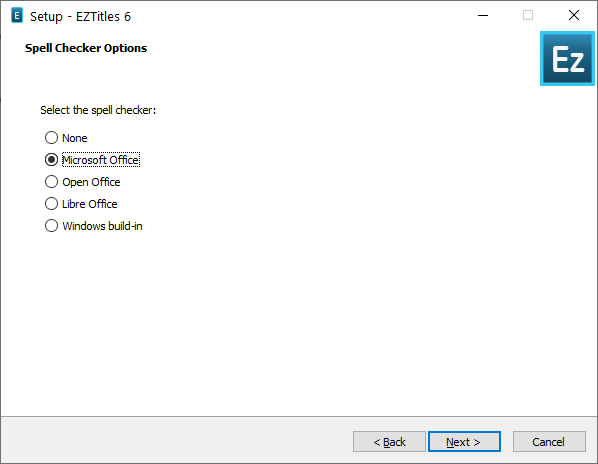 E Setup - EZTitles 6
Spell Checker Options
Ez
Select the spell checker:
None
Microsoft Office
Open Office
Libre Office
Windows build-in
< Back Next > Cancel